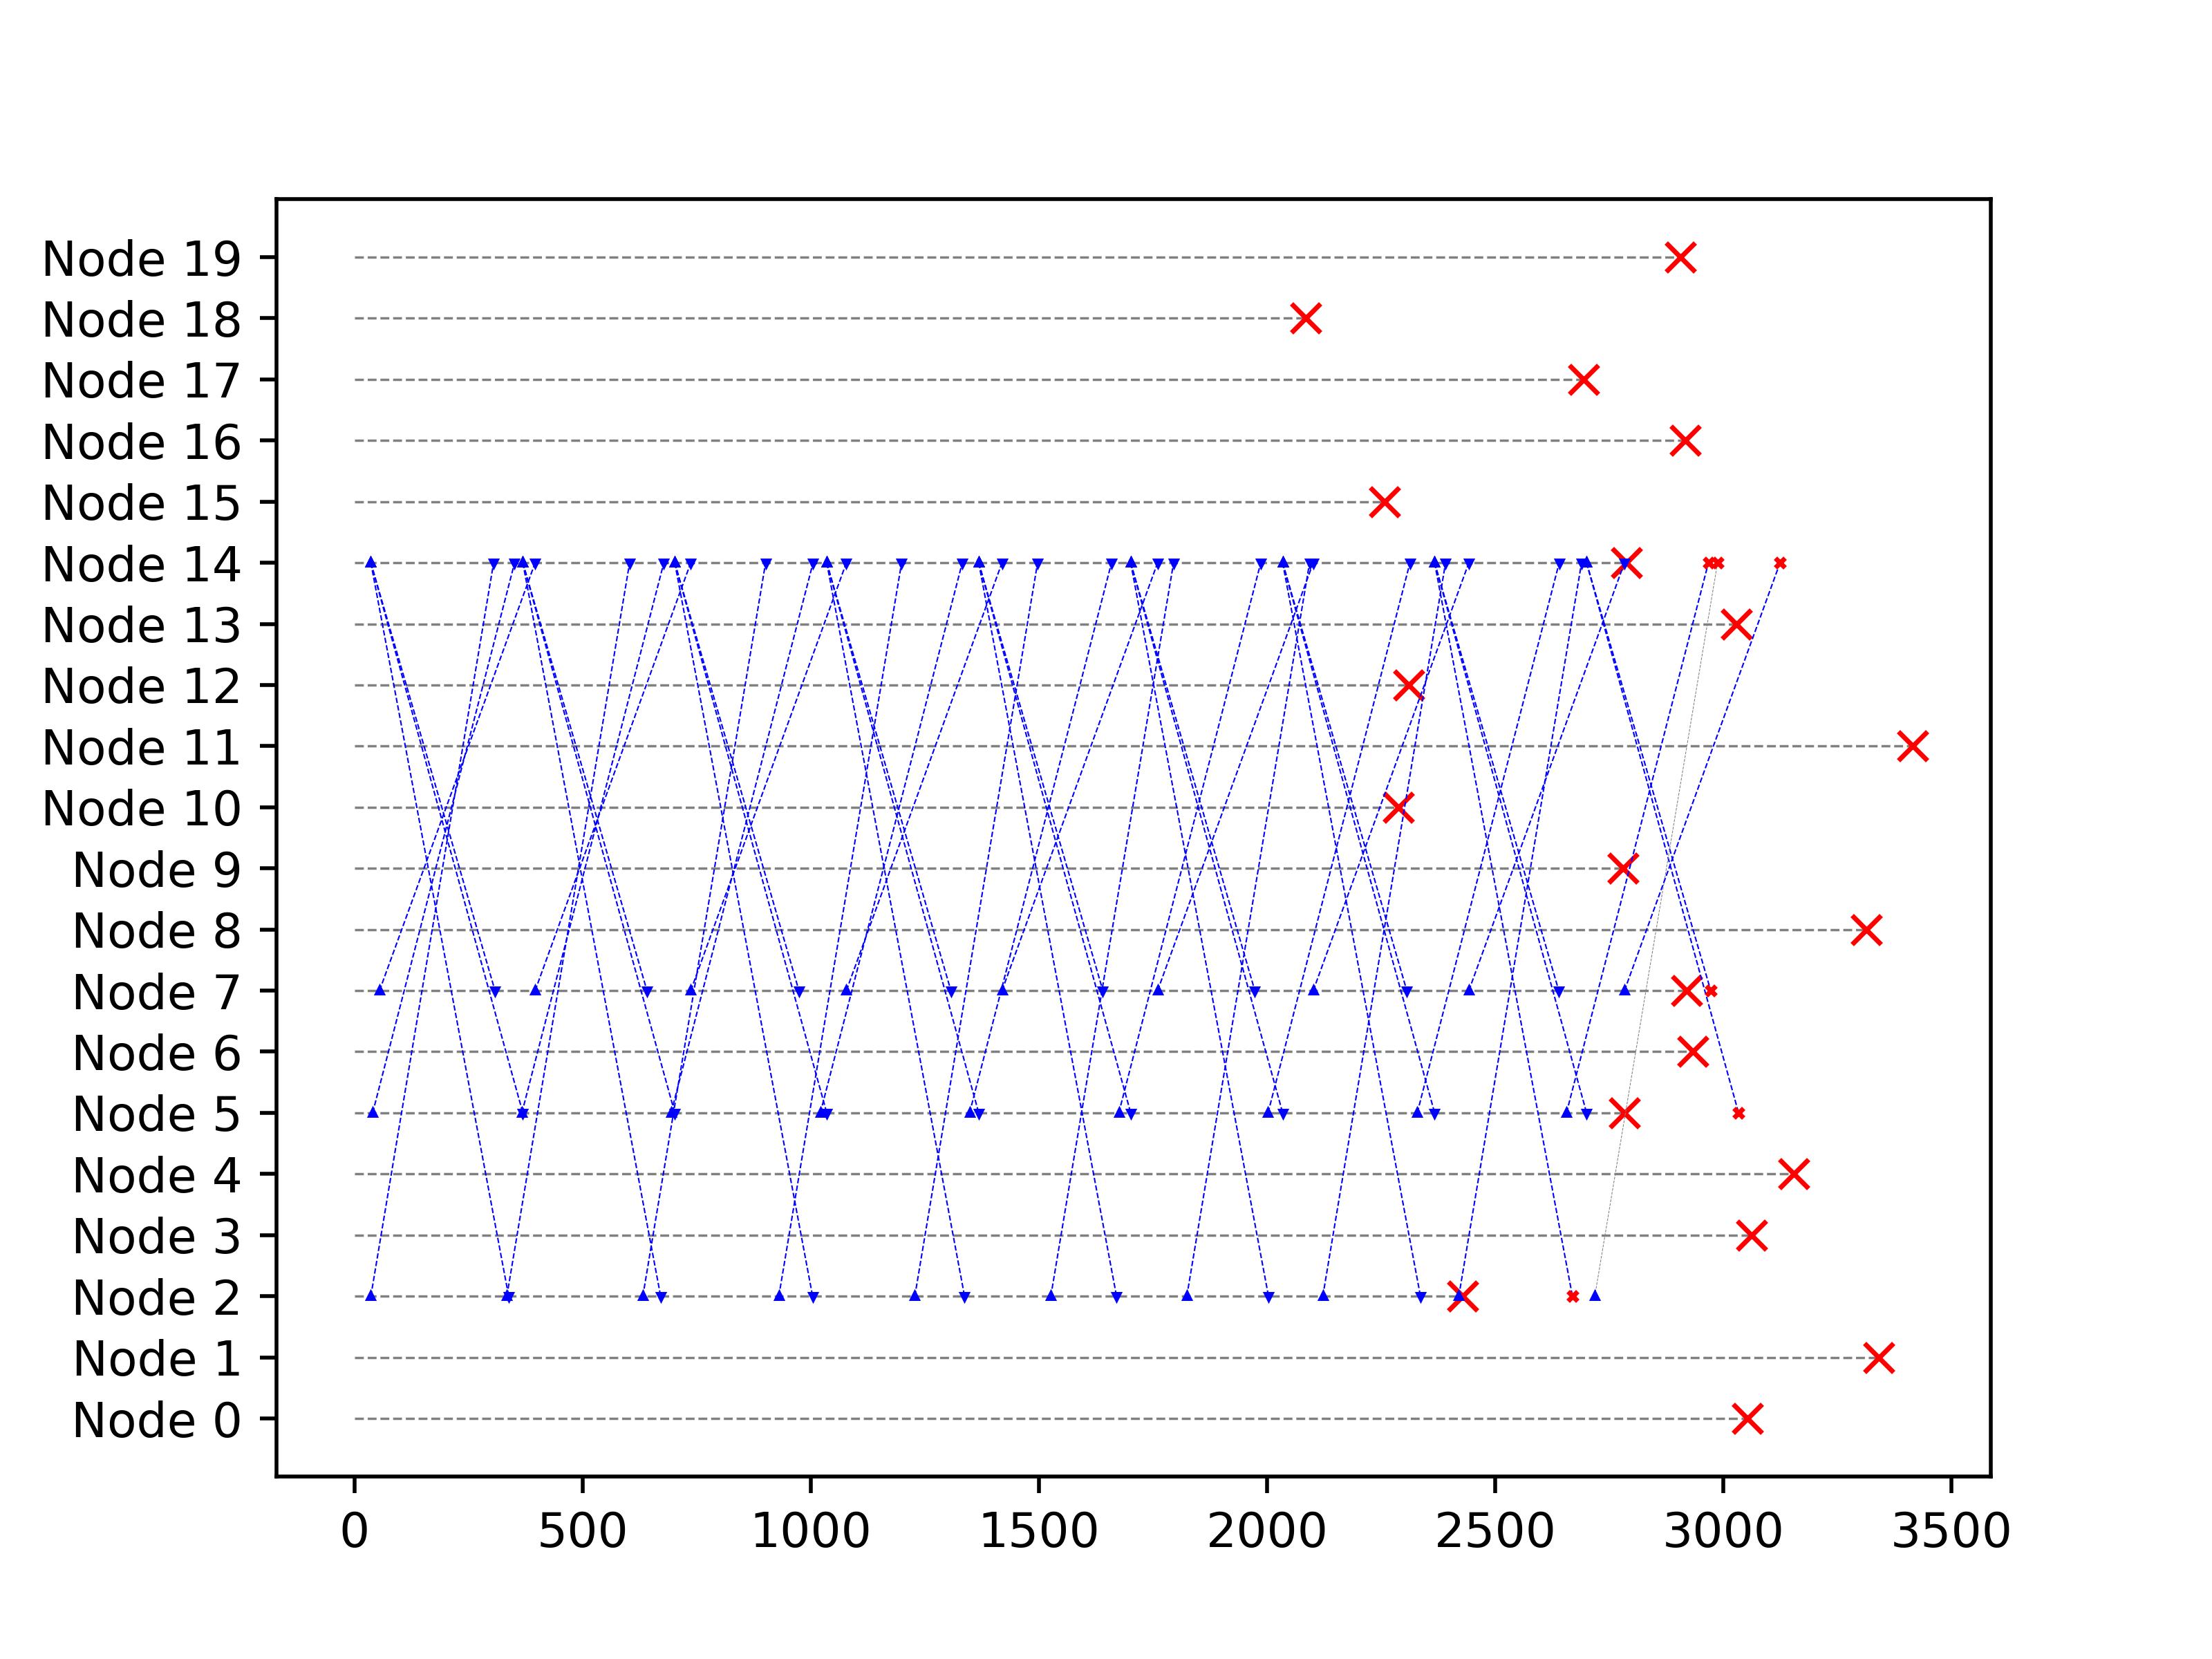 Node 19
Node 18
Node 17
Node 16
Node 15
Node 14
Node 13
Node 12
Node 11
Node 10
Node 9
Node 8
Node 7
Node 6
Node 5
Node 4
Node 3
Node 2
Node 1
Node 0
0 500 1000 1500 2000 2500 3000 3500